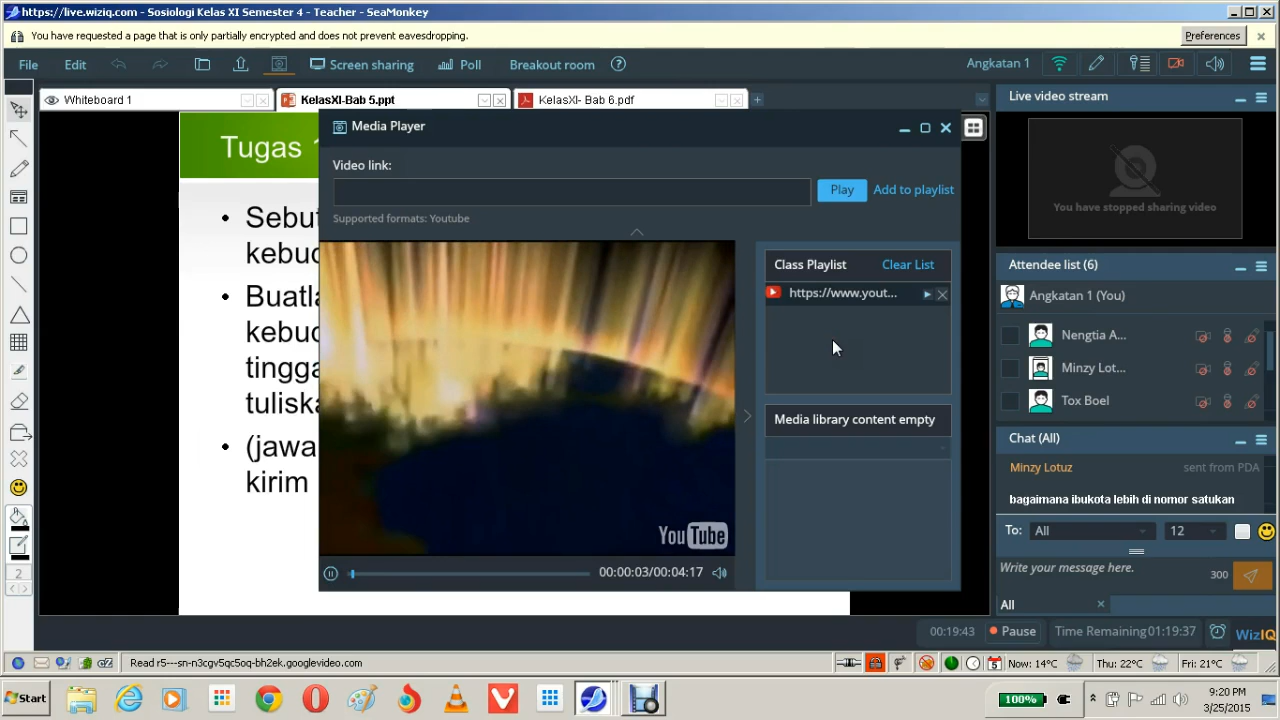 https://live.wiziq.com - Sosiologi Kelas XI Semester 4 - Teacher - SeaMonkey
You have requested a page that is only partially encrypted and does not prevent eavesdropping.
Preferences
File Edit Screen sharing Poll Breakout room Angkatan 1
Whiteboard 1
KelasXI-Bab 5.ppt
KelasXI- Bab 6.pdf
Live video stream
You have stopped sharing video
Tugas
Media Player
Video link:
Play
Add to playlist
Supported formats: Youtube
Class Playlist
Clear List
https://www.yout...
Media library content empty
YouTube
00:00:03/00:04:17
Attendee list (6)
Angkatan 1 (You)
Nengtia A...
Minzy Lot...
Tox Boel
Chat (All)
Minzy Lotuz sent from PDA
bagaimana ibukota lebih di nomor satukan
To: All 12
Write your message here.
300
All
(jawa
kirim
2
00:19:43 Pause Time Remaining 01:19:37 WizIQ
Read r5---sn-n3cgv5qc5oq-bh2ek.googlevideo.com
Now: 14°C Thu: 22°C Fri: 21°C
Start
100%
9:20 PM
3/25/2015